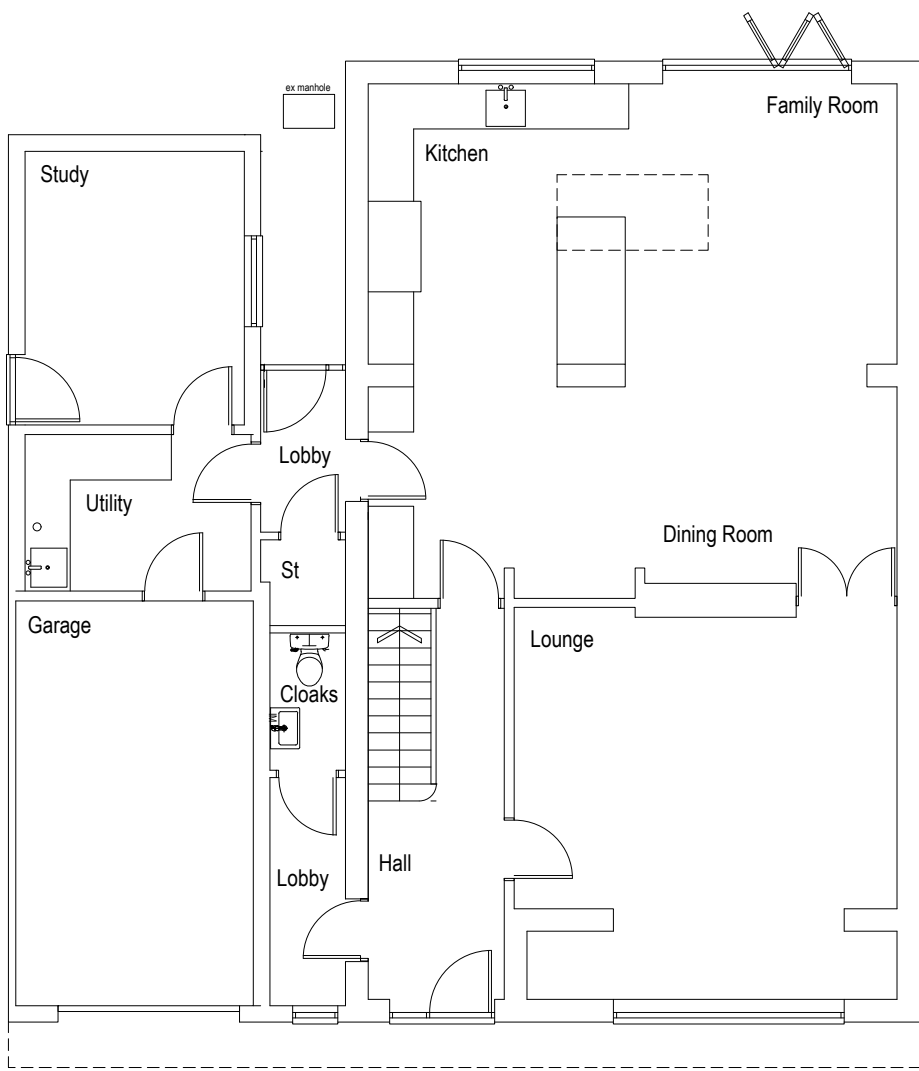 ex manhole
Family Room
Kitchen
Study
Lobby
Utility
Dining Room
St
Garage
Lounge
Cloaks
Hall
Lobby